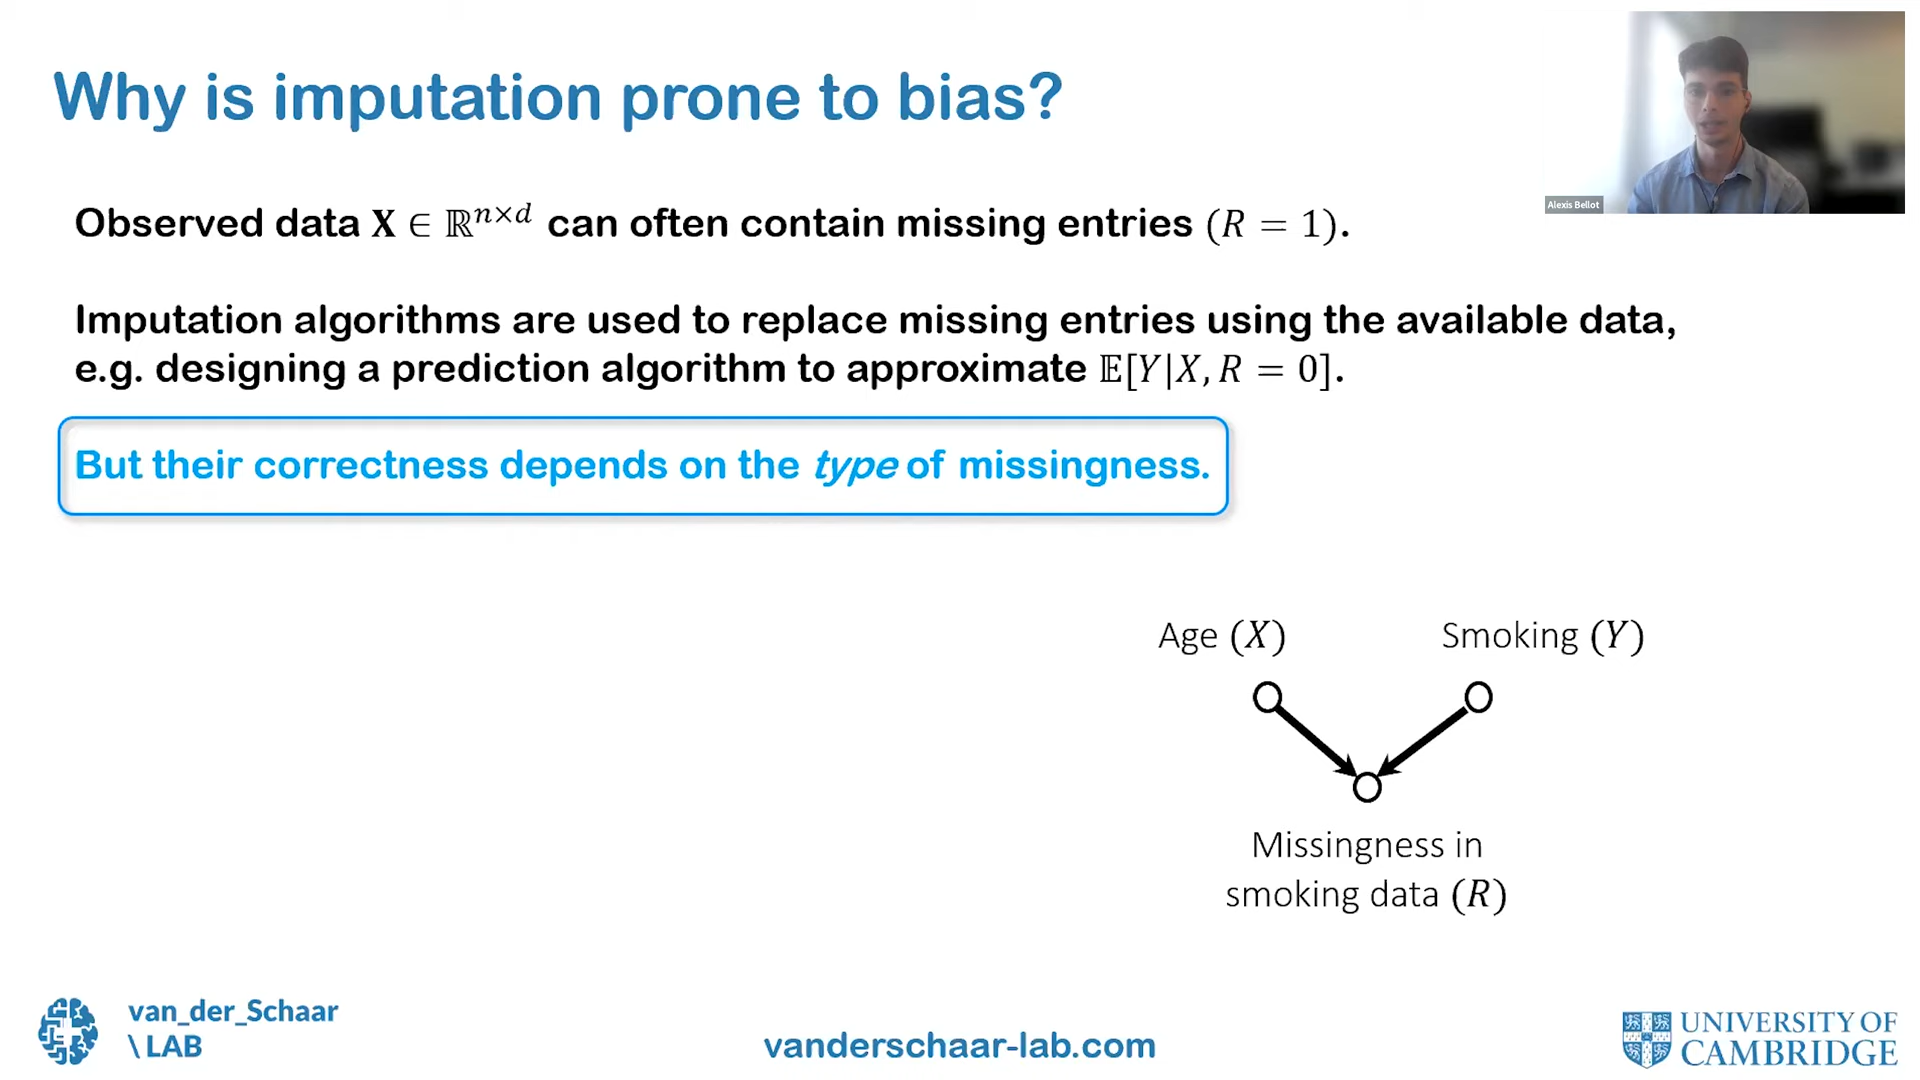 Why is imputation prone to bias?
Alexis Bellot
Observed data 𝐗 ∈ ℝ^{n×d} can often contain missing entries (R = 1).
Imputation algorithms are used to replace missing entries using the available data,
e.g. designing a prediction algorithm to approximate 𝔼[Y|X, R = 0].
But their correctness depends on the type of missingness.
Age (X)
Smoking (Y)
Missingness in
smoking data (R)
van_der_Schaar
\ LAB
vanderschaar-lab.com
UNIVERSITY OF
CAMBRIDGE